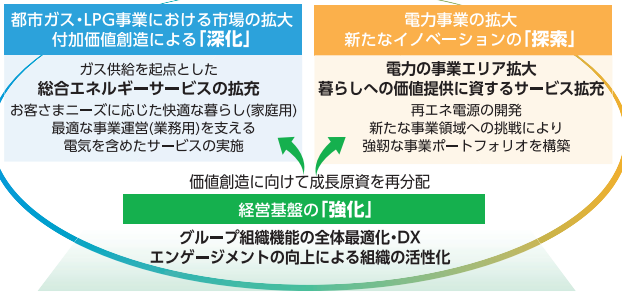 都市ガス・LPG事業における市場の拡大
付加価値創造による「深化」
ガス供給を起点とした
総合エネルギーサービスの拡充
お客さまニーズに応じた快適な暮らし(家庭用)
最適な事業運営(業務用)を支える
電気を含めたサービスの実施
電力事業の拡大
新たなイノベーションの「探索」
電力の事業エリア拡大
暮らしへの価値提供に資するサービス拡充
再エネ電源の開発
新たな事業領域への挑戦により
強靭な事業ポートフォリオを構築
価値創造に向けて成長原資を再分配
経営基盤の「強化」
グループ組織機能の全体最適化・DX
エンゲージメントの向上による組織の活性化